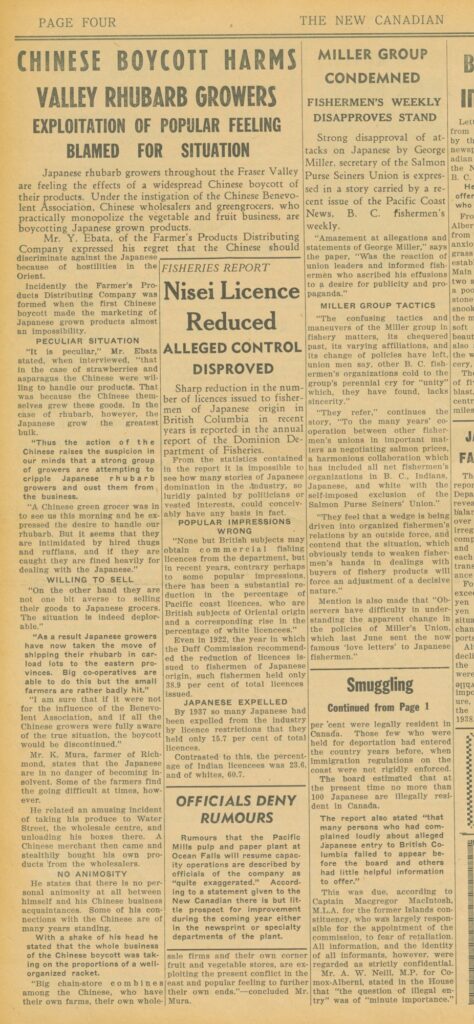 PAGE FOUR
THE NEW CANADIAN
CHINESE BOYCOTT HARMS
VALLEY RHUBARB GROWERS
EXPLOITATION OF POPULAR FEELING
BLAMED FOR SITUATION
Japanese rhubarb growers throughout the Fraser Valley
are feeling the effects of a widespread Chinese boycott of
their products. Under the instigation of the Chinese Benevo-
lent Association, Chinese wholesalers and greengrocers, who
practically monopolize the vegetable and fruit business, are
boycotting Japanese grown products.
Mr. Y. Ebata, of the Farmer's Products Distributing
Company expressed his regret that the Chinese should
discriminate against the Japanese
because of hostilities in the
Orient.
Incidently the Farmer's Pro-
ducts Distributing Company was
formed when the first Chinese
boycott made the marketing of
Japanese grown products almost
an impossibility.
PECULIAR SITUATION
"It is peculiar," Mr. Ebata
stated, when interviewed, "that
in the case of strawberries and
asparagus the Chinese were wil-
ling to handle our products. That
was because the Chinese them-
selves grew those goods. In the
case of rhubarb, however, the
Japanese grow the greatest
bulk.
"Thus the action of the
Chinese raises the suspicion in
our minds that a strong group
of growers are attempting to
cripple Japanese rhubarb
growers and oust them from
the business.
"A Chinese green grocer was in
to see us this morning and he ex-
pressed the desire to handle our
rhubarb. But it seems that they
are intimidated by hired thugs
and ruffians, and if they are
caught they are fined heavily for
dealing with the Japanese."
WILLING TO SELL
"On the other hand they are
not one bit averse to selling
their goods to Japanese grocers.
The situation is indeed deplor-
able."
"As a result Japanese growers
have now taken the move of
shipping their rhubarb in car-
load lots to the eastern pro-
vinces. Big co-operatives are
able to do this but the small
farmers are rather badly hit."
"I am sure that if it were not
for the influence of the Benevo-
lent Association, and if all the
Chinese growers were fully aware
of the true situation, the boycott
would be discontinued."
Mr. K. Mura, farmer of Rich-
mond, states that the Japanese
are in no danger of becoming in-
solvent. Some of the farmers find
the going difficult at times, how-
ever.
He related an amusing incident
of taking his produce to Water
Street, the wholesale centre, and
unloading his boxes there. A
Chinese merchant then came and
stealthily bought his own pro-
ducts from the wholesalers.
NO ANIMOSITY
He states that there is no per-
sonal animosity at all between
himself and his Chinese business
acquaintances. Some of his con-
nections with the Chinese are of
many years standing.
With a shake of his head he
stated that the whole business
of the Chinese boycott was tak-
ing on the proportions of a well-
organized racket.
"Big chain-store combines
among the Chinese, who have
their own farms, their own whole-
FISHERIES REPORT
Nisei Licence
Reduced
ALLEGED CONTROL
DISPROVED
Sharp reduction in the num-
ber of licences issued to fisher-
men of Japanese origin in
British Columbia in recent
years is reported in the annual
report of the Dominion De-
partment of Fisheries.
From the statistics contained
in the report it is impossible to
see how many stories of Japanese
domination in the industry, so
luridly painted by politicians or
vested interests, could conceiv-
ably have any basis in fact.
POPULAR IMPRESSIONS
WRONG
"None but British subjects may
obtain commercial fishing
licences from the department, but
in recent years, contrary perhaps
to some popular impressions,
there has been a substantial re-
duction in the percentage of
Pacific coast licences, who are
British subjects of Oriental origin
and a corresponding rise in the
percentage of white licences."
Even in 1922, the year in which
the Duff Commission recommend-
ed the reduction of licences is-
sued to fishermen of Japanese
origin, such fishermen held only
38.9 per cent of total licences
issued.
JAPANESE EXPELLED
By 1937 so many Japanese had
been expelled from the industry
by licence restrictions that they
held only 15.7 per cent of total
licences.
Contrasted to this, the percent-
age of Indian licences was 23.6,
and of whites, 60.7.
OFFICIALS DENY
RUMOURS
Rumours that the Pacific
Mills pulp and paper plant at
Ocean Falls will resume capac-
ity operations are described by
officials of the company as
"quite exaggerated." Accord-
ing to a statement given to the
New Canadian there is but lit-
tle prospect for improvement
during the coming year either
in the newsprint or specialty
departments of the plant.
sale firms and their own corner
fruit and vegetable stores, are ex-
ploiting the present conflict in the
east and popular feeling to further
their own ends."—concluded Mr.
Mura.
MILLER GROUP
CONDEMNED
FISHERMEN'S WEEKLY
DISAPPROVES STAND
Strong disapproval of at-
tacks on Japanese by George
Miller, secretary of the Salmon
Purse Seiners Union is expres-
sed in a story carried by a re-
cent issue of the Pacific Coast
News, B. C. fishermen's
weekly.
"Amazement at allegations and
statements of George Miller," says
the paper, "Was the reaction of
union leaders and informed fish-
ermen who ascribed his effusions
to a desire for publicity and pro-
paganda."
MILLER GROUP TACTICS
"The confusing tactics and
maneuvers of the Miller group in
fishery matters, its chequered
past, its varying affiliations, and
its change of policies have left,
union men say, other B. C. fish-
ermen's organizations cold to the
group's perennial cry for "unity"
which, they have found, lacks
sincerity."
"They refer," continues the
story, "To the many years' co-
operation between other fisher-
men's unions in important mat-
ters as negotiating salmon prices,
a harmonious collaboration which
has included all net fishermen's
organizations in B. C., Indians,
Japanese, and white with the
self-imposed exclusion of the
Salmon Purse Seiners' Union."
"They feel that a wedge is being
driven into organized fishermen's
relations by an outside force, and
contend that the situation, which
obviously tends to weaken fisher-
men's hands in dealings with
buyers of fishery products will
force an adjustment of a decisive
nature."
Mention is also made that "Ob-
servers have difficulty in under-
standing the apparent change in
the policies of Miller's Union,
which last June sent the now
famous 'love letters' to Japanese
fishermen."
Smuggling
Continued from Page 1
per cent were legally resident in
Canada. Those few who were
held for deportation had entered
the country years before, when
immigration regulations on the
coast were not rigidly enforced.
The board estimated that at
the present time no more than
100 Japanese are illegally resi-
dent in Canada.
The report also stated "that
many persons who had com-
plained loudly about alleged
Japanese entry to British Co-
lumbia failed to appear be-
fore the board and others
had little helpful information
to offer."
This was due, according to
Captain Macgregor MacIntosh,
M.L.A. for the former Islands con-
stituency, who was largely respon-
sible for the appointment of the
commission, to fear of retaliation.
All information, and the identity
of all informants, however, were
regarded as strictly confidential.
Mr. A. W. Neill, M.P. for Co-
mox-Alberni, stated in the House
that "the question of illegal en-
try" was of "minute importance."